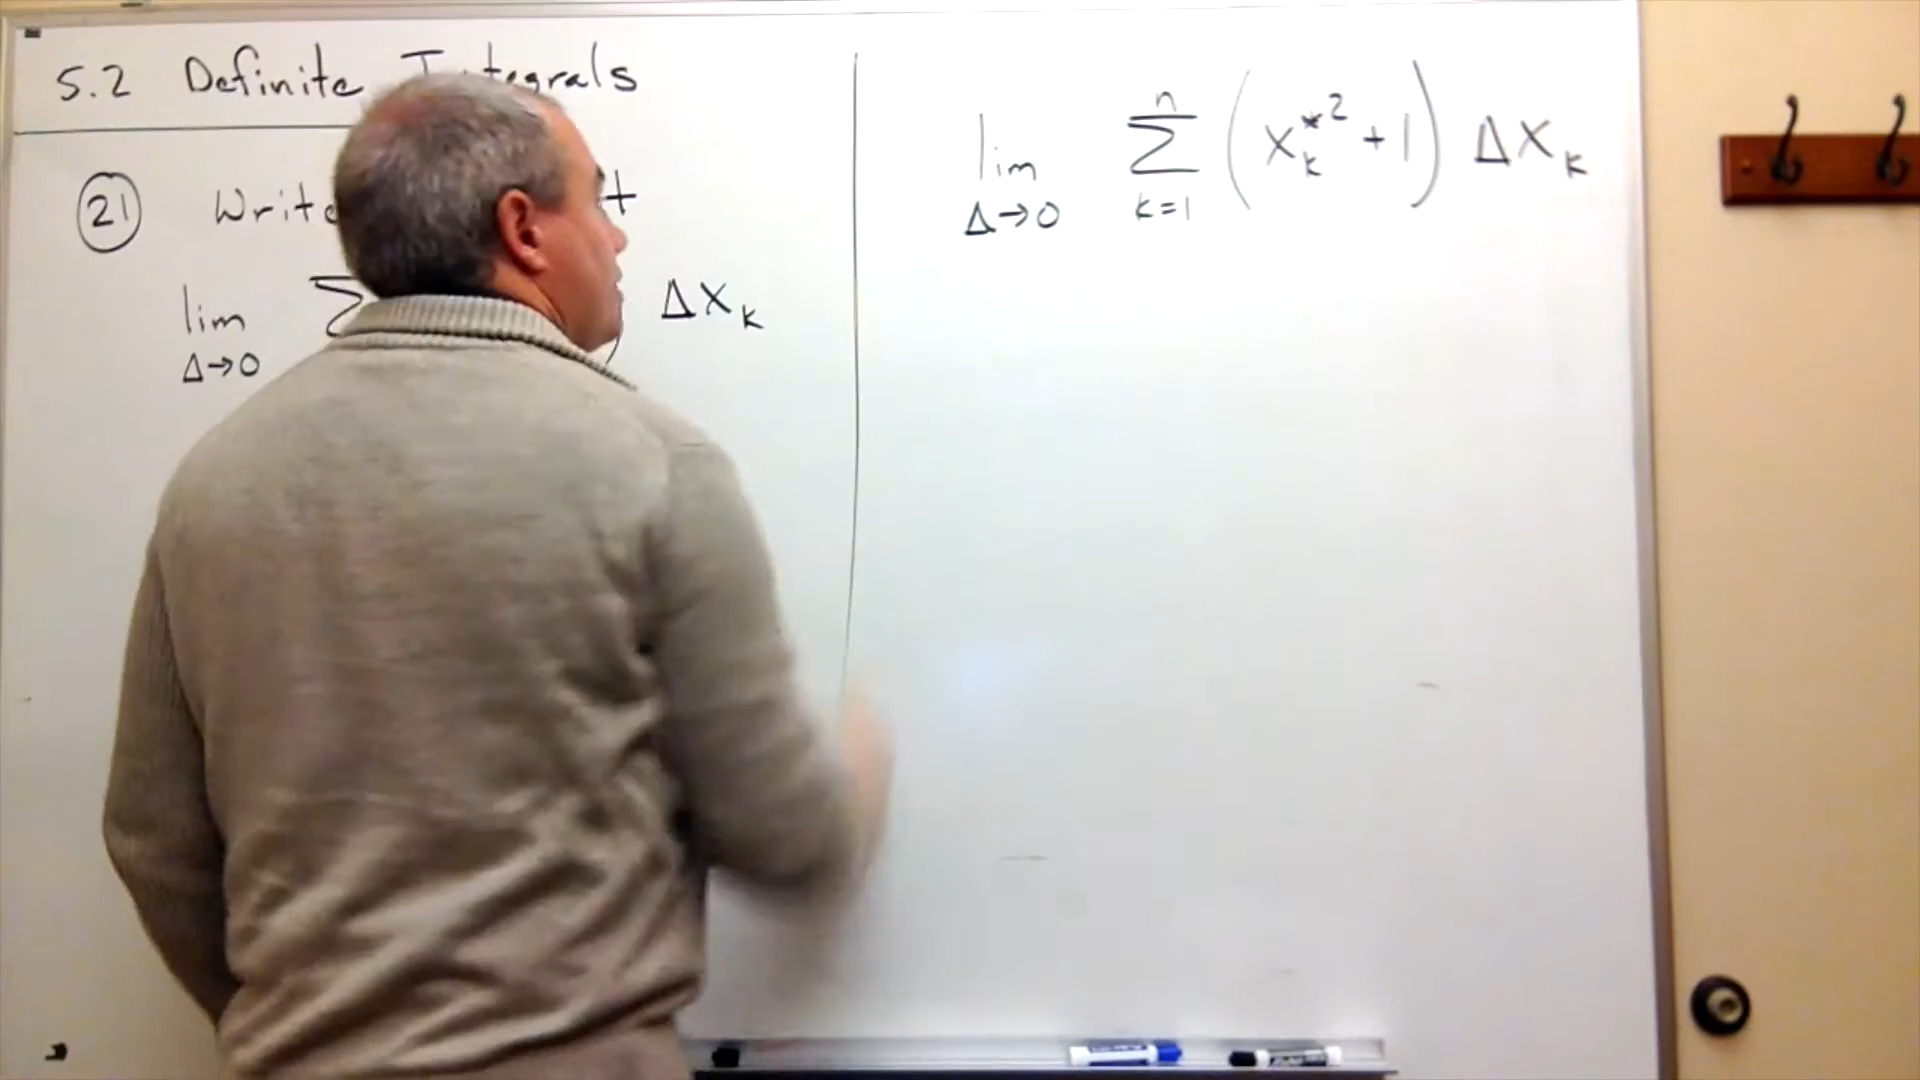 5.2 Definite Integrals
21 Write
lim Σ ΔX_k
Δ→0
lim Σ (X_k^*2 + 1) ΔX_k
n
Δ→0 k=1